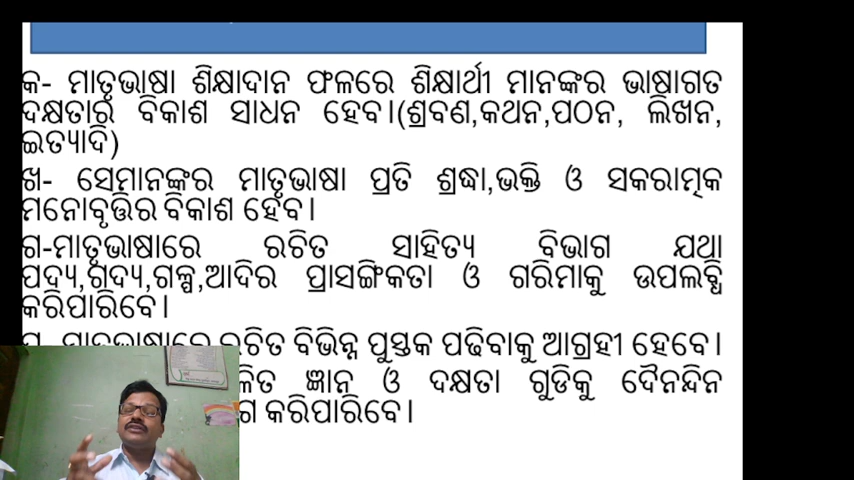 କ- ମାତୃଭାଷା ଶିକ୍ଷାଦାନ ଫଳରେ ଶିକ୍ଷାର୍ଥୀ ମାନଙ୍କର ଭାଷାଗତ
ଦକ୍ଷତାର ବିକାଶ ସାଧନ ହେବ।(ଶ୍ରବଣ,କଥନ,ପଠନ, ଲିଖନ,
ଇତ୍ୟାଦି)
ଖ- ସେମାନଙ୍କର ମାତୃଭାଷା ପ୍ରତି ଶ୍ରଦ୍ଧା,ଭକ୍ତି ଓ ସକରାତ୍ମକ
ମନୋବୃତ୍ତିର ବିକାଶ ହେବ।
ଗ-ମାତୃଭାଷାରେ ରଚିତ ସାହିତ୍ୟ ବିଭାଗ ଯଥା
ପଦ୍ୟ,ଗଦ୍ୟ,ଗଳ୍ପ,ଆଦିର ପ୍ରାସଙ୍ଗିକତା ଓ ଗରିମାକୁ ଉପଲବ୍ଧି
କରିପାରିବେ।
ମାତୃଭାଷାରେ ରଚିତ ବିଭିନ୍ନ ପୁସ୍ତକ ପଢିବାକୁ ଆଗ୍ରହୀ ହେବେ।
ଜ୍ଞାନ ଓ ଦକ୍ଷତା ଗୁଡିକୁ ଦୈନନ୍ଦିନ
କରିପାରିବେ।